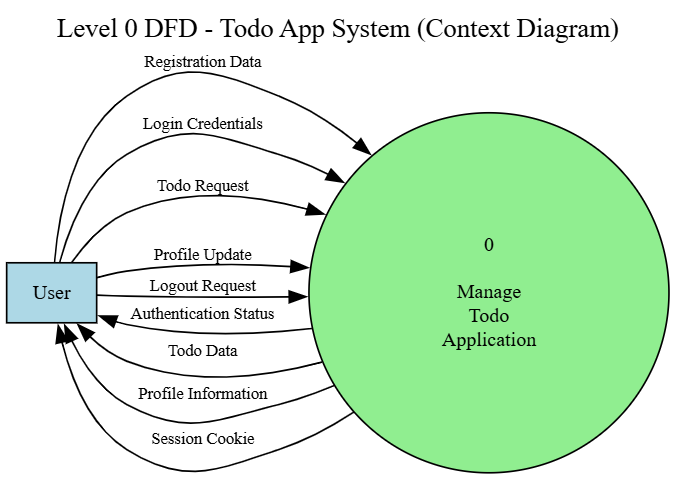 Level 0 DFD - Todo App System (Context Diagram)
Registration Data
Login Credentials
Todo Request
Profile Update
Logout Request
Authentication Status
Todo Data
Profile Information
Session Cookie
User
0
Manage
Todo
Application